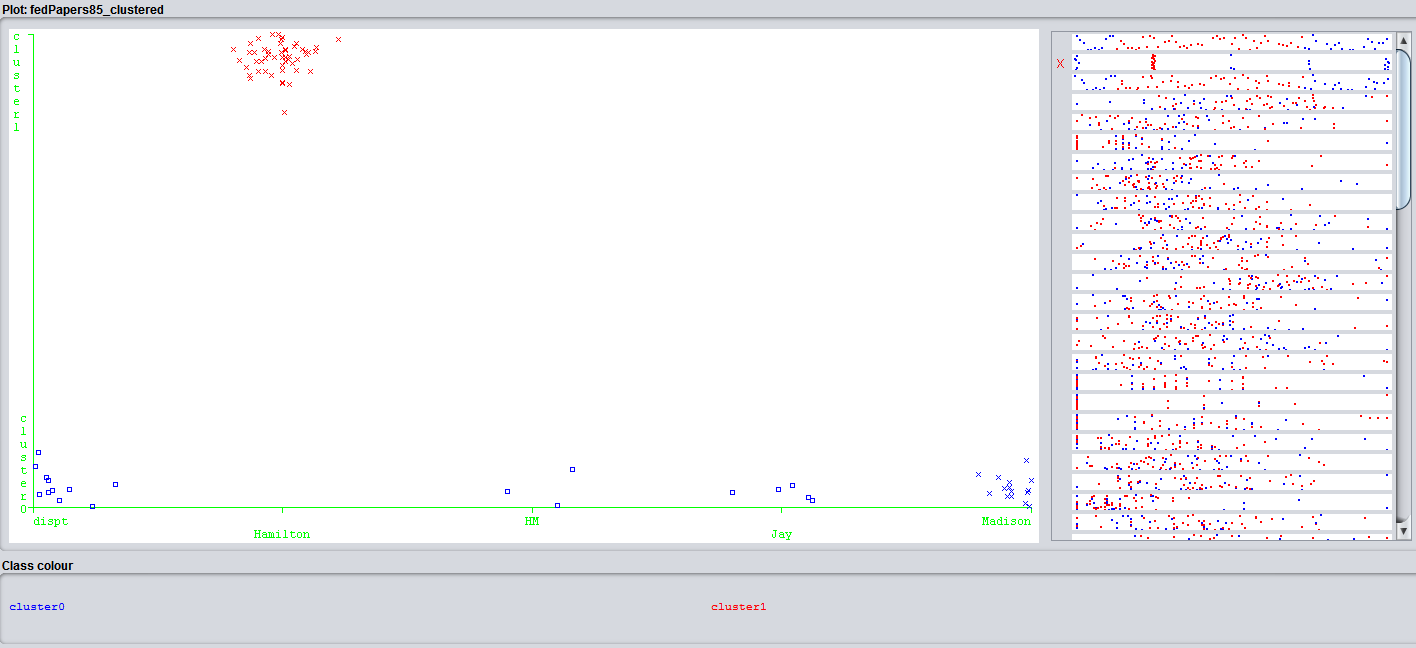 Plot: fedPapers85_clustered
cluster1
cluster0
dispt
Hamilton
HM
Jay
Madison
X
Class colour
cluster0
cluster1